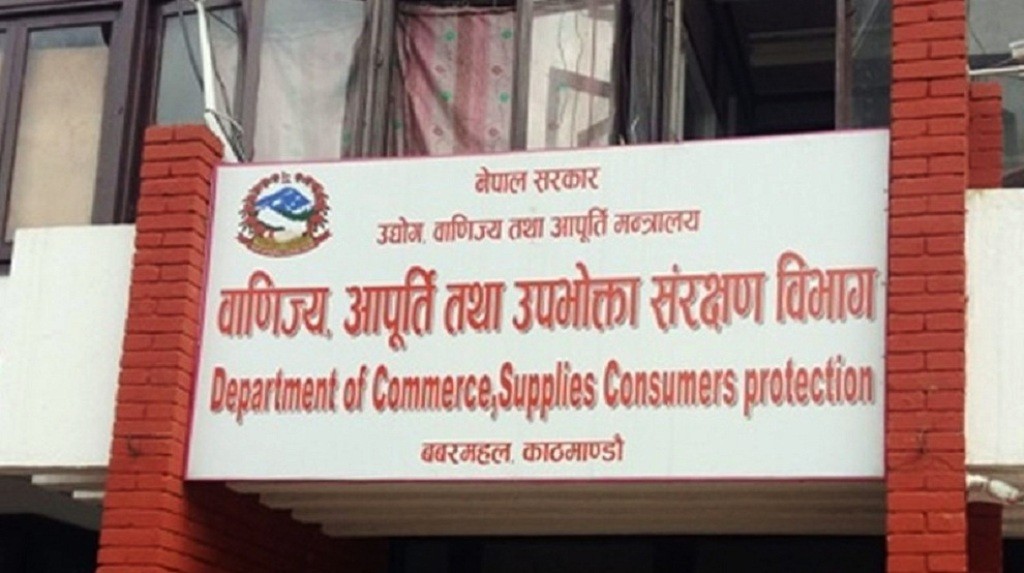 नेपाल सरकार
उद्योग, वाणिज्य तथा आपूर्ति मन्त्रालय
वाणिज्य, आपूर्ति तथा उपभोक्ता संरक्षण विभाग
Department of Commerce,Supplies Consumers protection
बबरमहल, काठमाण्डौ